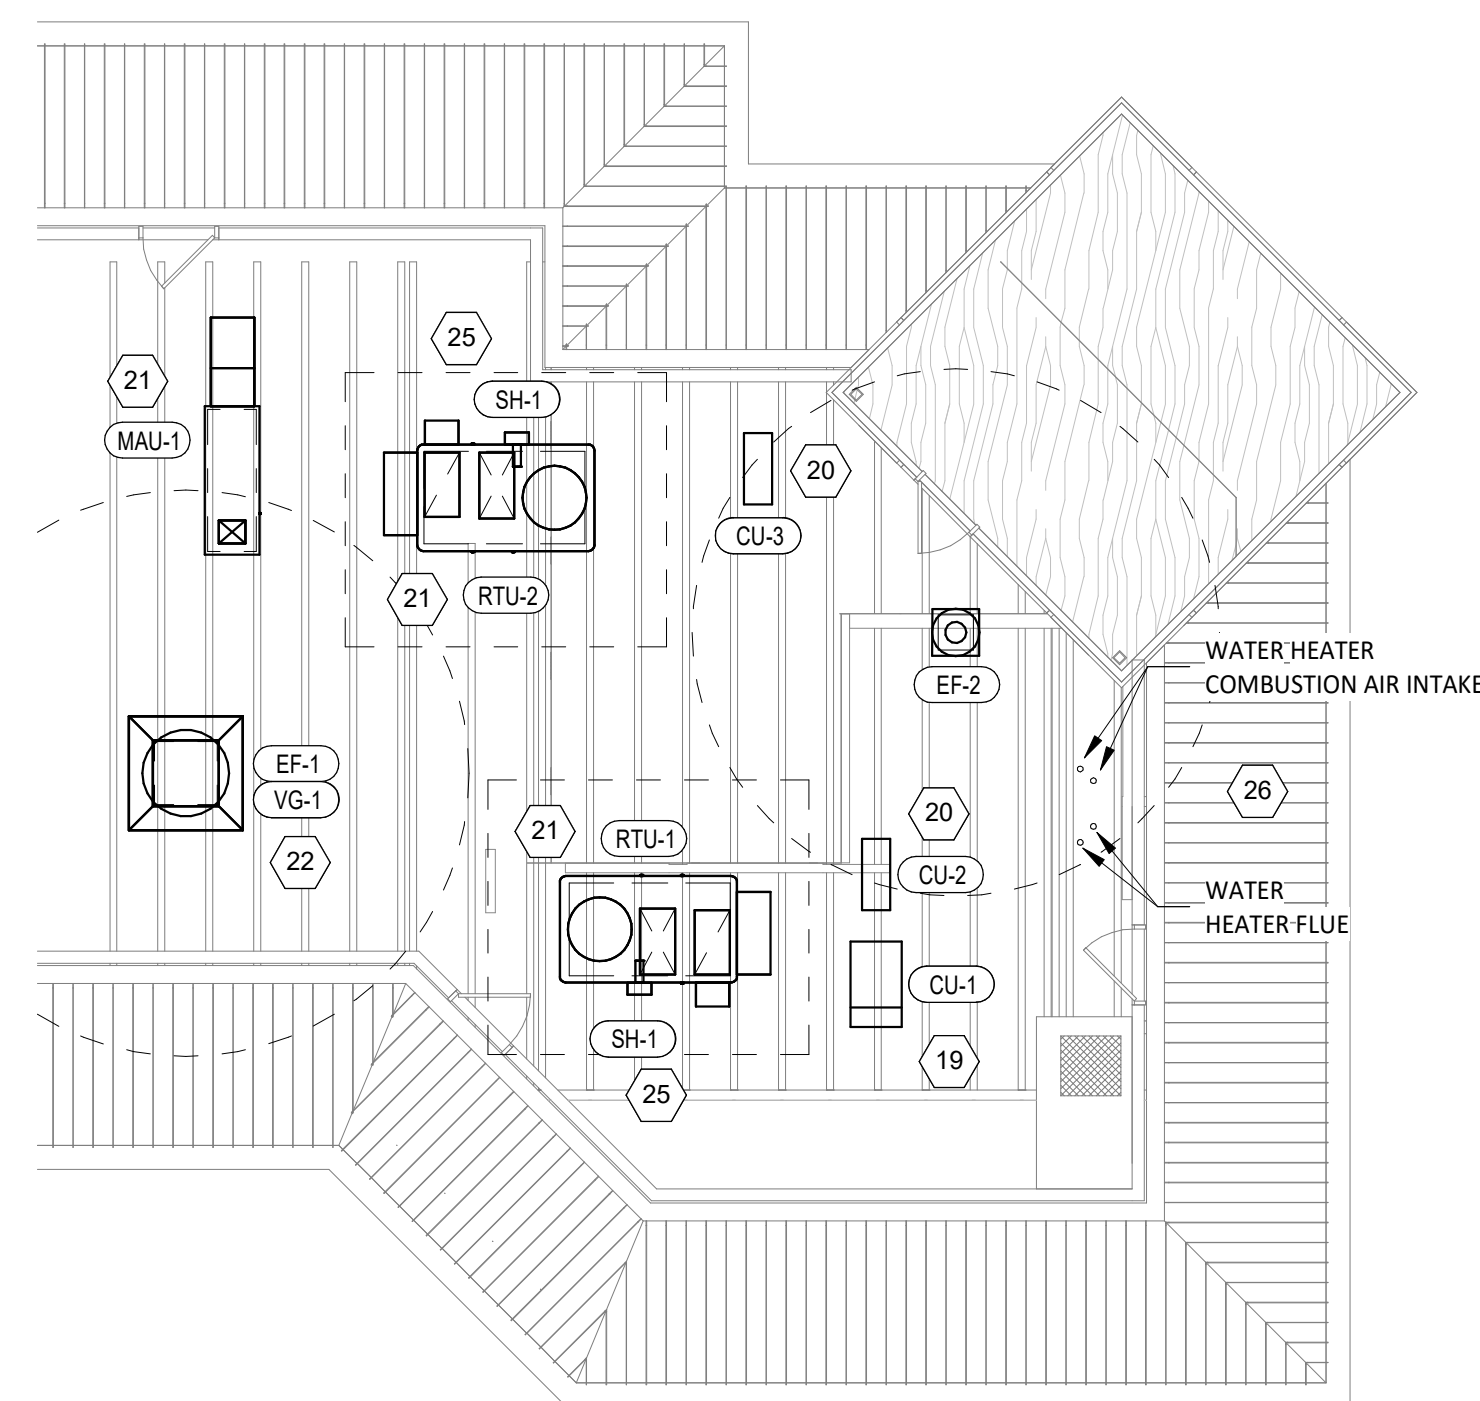 25
21
SH-1
MAU-1
20
CU-3
21
RTU-2
WATER HEATER
COMBUSTION AIR INTAKE
EF-2
EF-1
VG-1
26
20
21
RTU-1
22
CU-2
WATER
HEATER FLUE
CU-1
SH-1
19
25